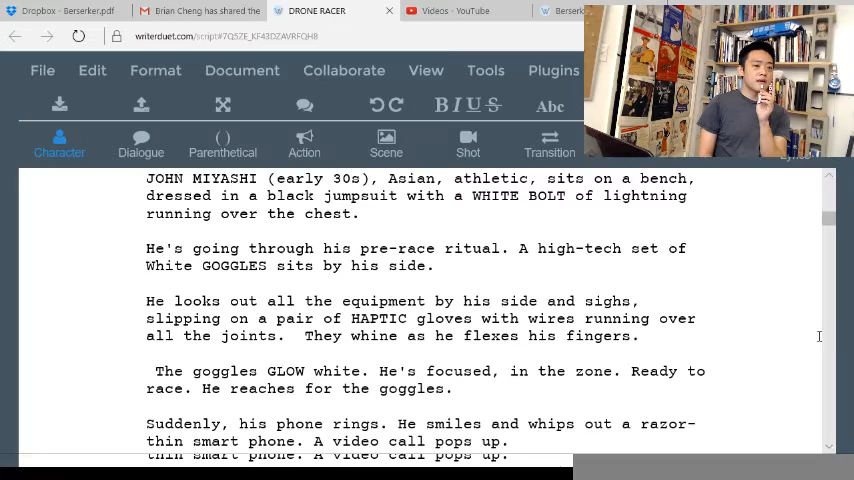 Dropbox - Berserker.pdf
Brian Cheng has shared the
DRONE RACER
Videos - YouTube
Berserk
writerduet.com/script#7Q5ZE_KF43DZAVRFQH8
File Edit Format Document Collaborate View Tools Plugins
B I U S Abc
Character Dialogue Parenthetical Action Scene Shot Transition
JOHN MIYASHI (early 30s), Asian, athletic, sits on a bench,
dressed in a black jumpsuit with a WHITE BOLT of lightning
running over the chest.
He's going through his pre-race ritual. A high-tech set of
White GOGGLES sits by his side.
He looks out all the equipment by his side and sighs,
slipping on a pair of HAPTIC gloves with wires running over
all the joints. They whine as he flexes his fingers.
The goggles GLOW white. He's focused, in the zone. Ready to
race. He reaches for the goggles.
Suddenly, his phone rings. He smiles and whips out a razor-
thin smart phone. A video call pops up.
thin smart phone. A video call pops up.